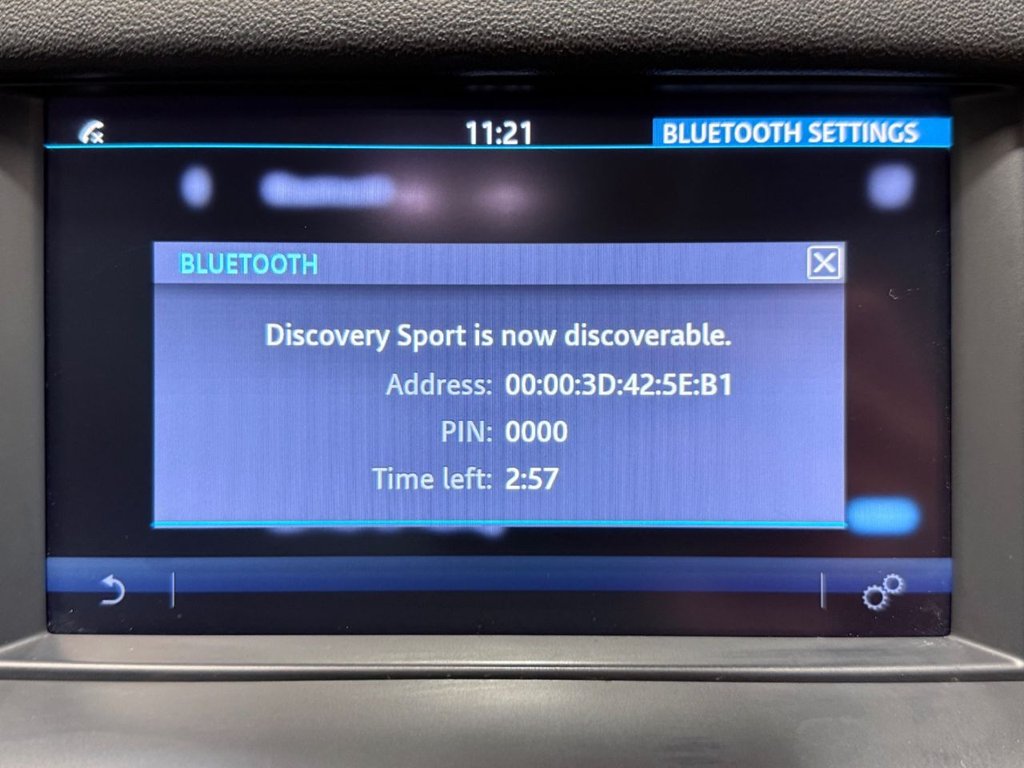 11:21
BLUETOOTH SETTINGS
BLUETOOTH
Discovery Sport is now discoverable.
Address: 00:00:3D:42:5E:B1
PIN: 0000
Time left: 2:57